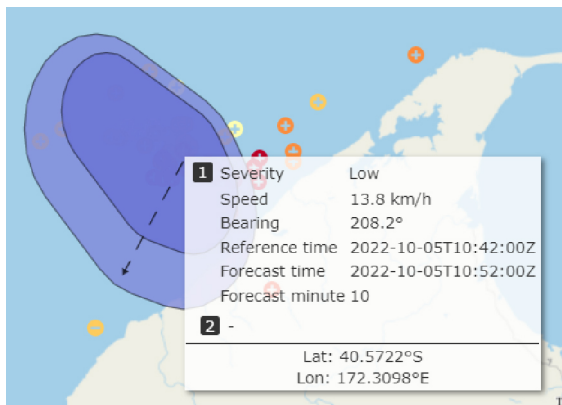 1 Severity Low
Speed 13.8 km/h
Bearing 208.2°
Reference time 2022-10-05T10:42:00Z
Forecast time 2022-10-05T10:52:00Z
Forecast minute 10
2 -
Lat: 40.5722°S
Lon: 172.3098°E